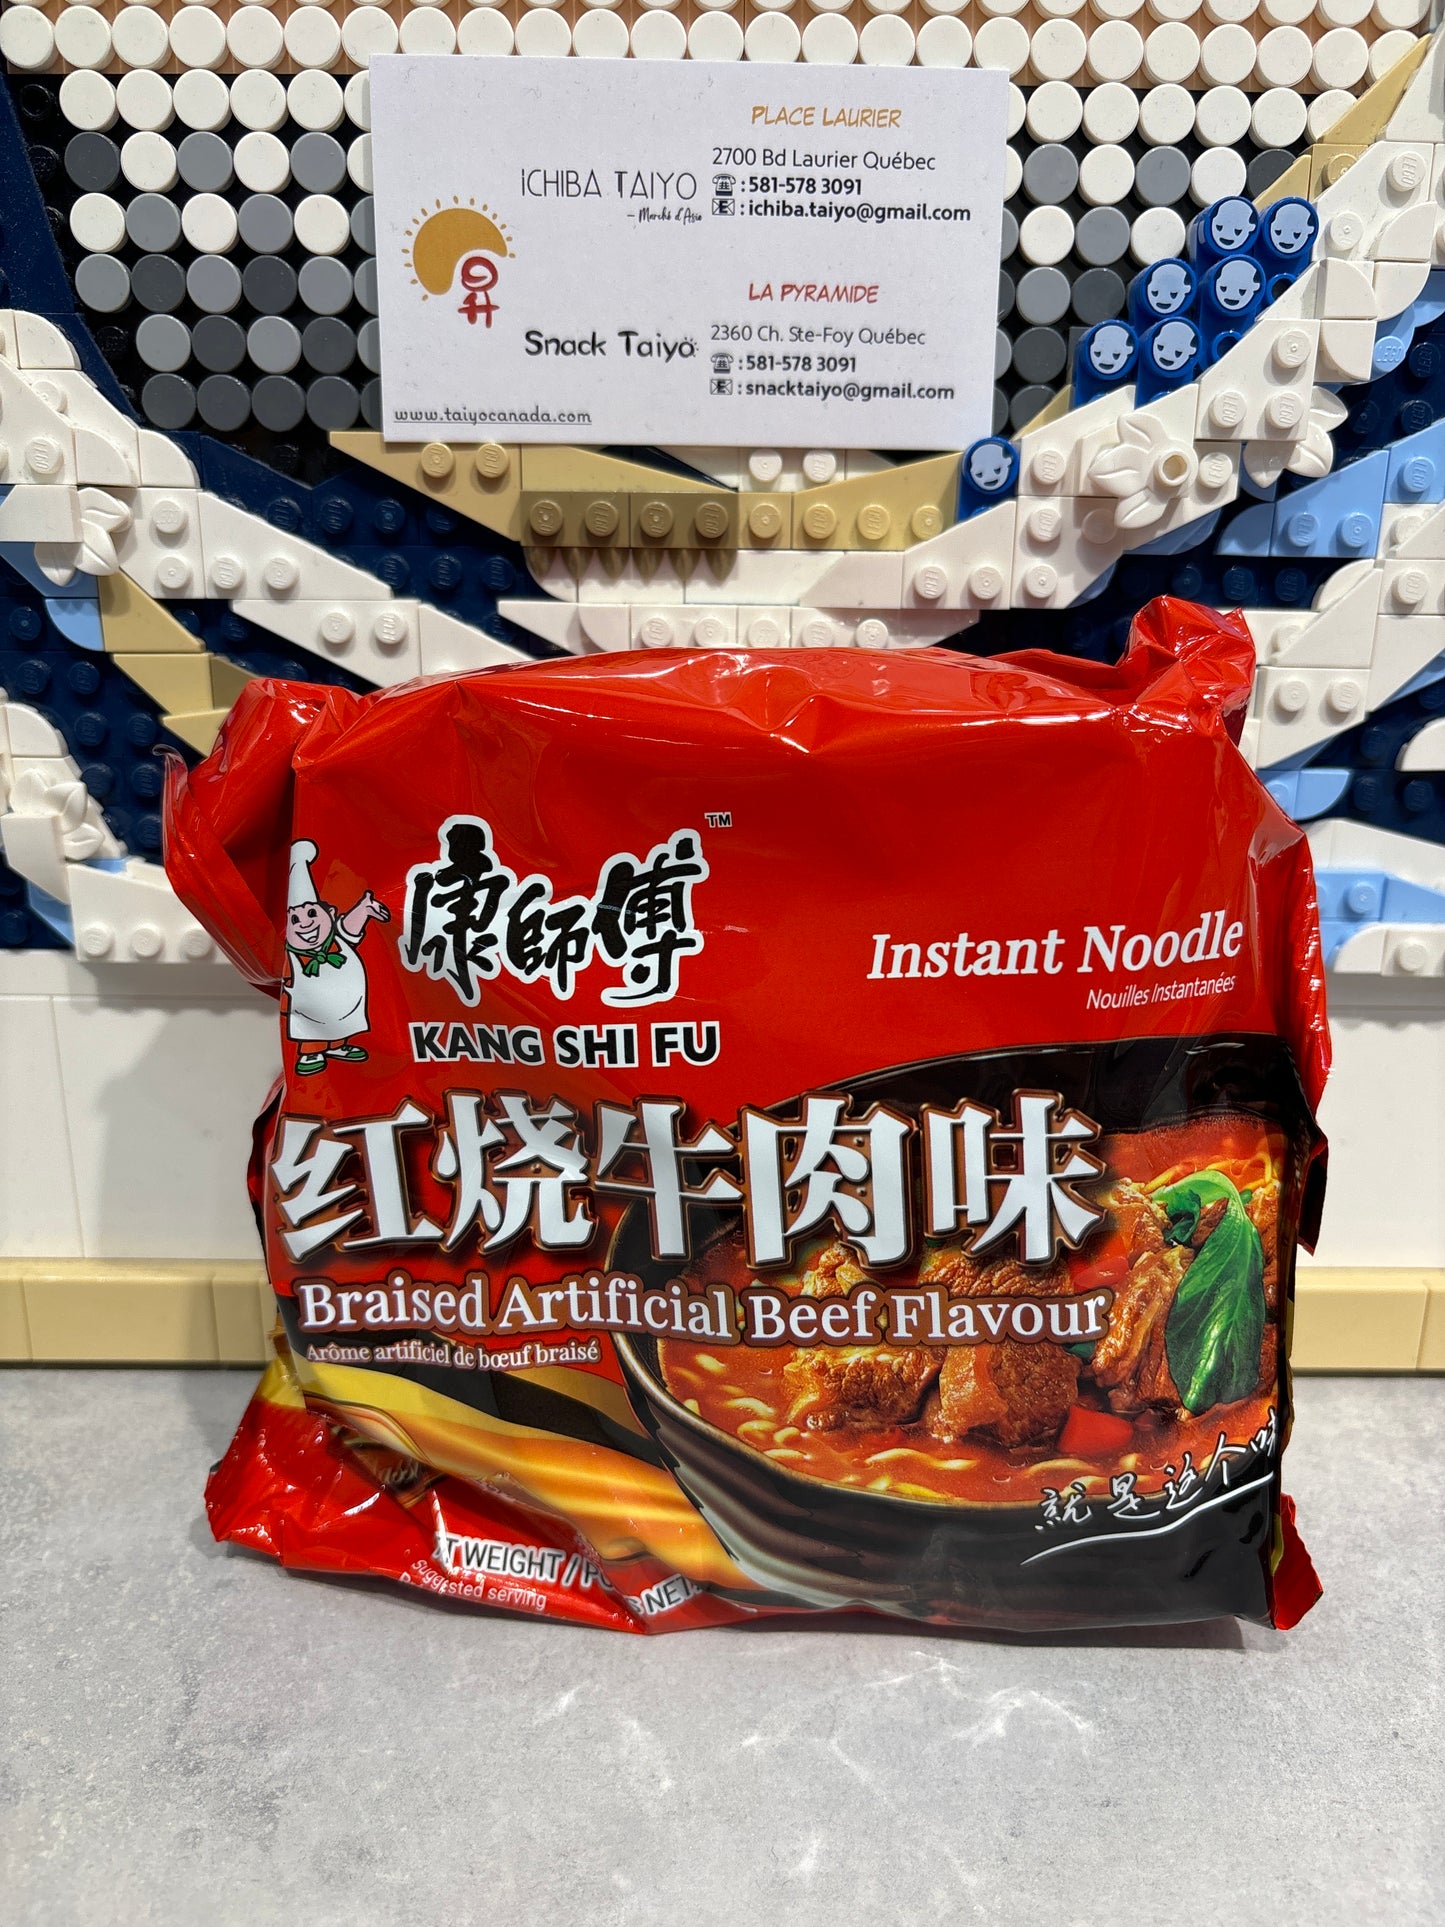 PLACE LAURIER
2700 Bd Laurier Québec
ICHIBA TAIYO
☎ : 581-578 3091
Marché d'Asie
E : ichiba.taiyo@gmail.com
LA PYRAMIDE
Snack Taiyo
2360 Ch. Ste-Foy Québec
☎ : 581-578 3091
E : snacktaiyo@gmail.com
www.taiyocanada.com
康師傅 TM
KANG SHI FU
Instant Noodle
Nouilles Instantanées
红烧牛肉味
Braised Artificial Beef Flavour
Arôme artificiel de bœuf braisé
就是这个味
WEIGHT /
NET
Suggested serving